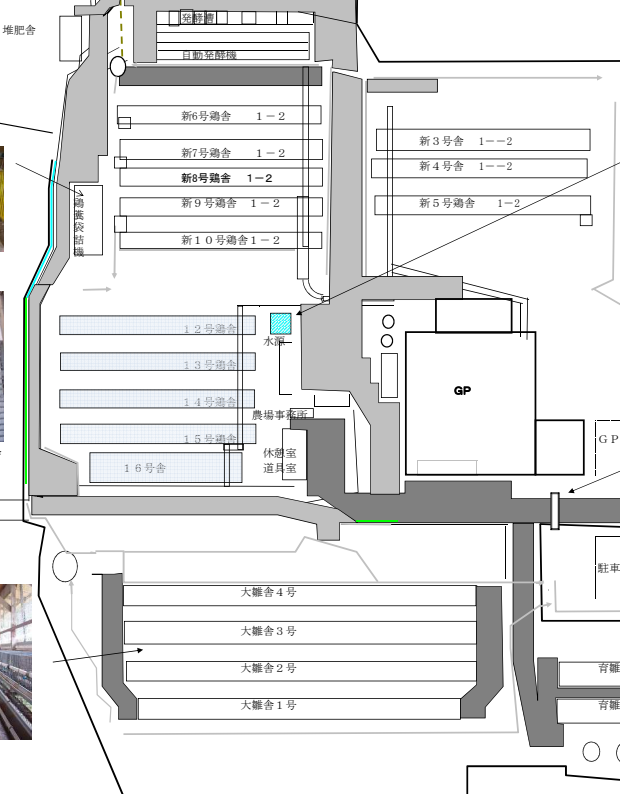 発酵槽
堆肥舎
自動発酵機
新6号鶏舎 1-2
新7号鶏舎 1-2
新8号鶏舎 1-2
新9号鶏舎 1-2
新10号鶏舎1-2
新3号舎 1--2
新4号舎 1--2
新5号舎 1-2
鶏糞袋詰機
12号鶏舎
13号鶏舎
14号鶏舎
15号鶏舎
16号舎
水源
農場事務所
休憩室
道具室
GP
GP
駐車
大雛舎4号
大雛舎3号
大雛舎2号
大雛舎1号
育雛
育雛